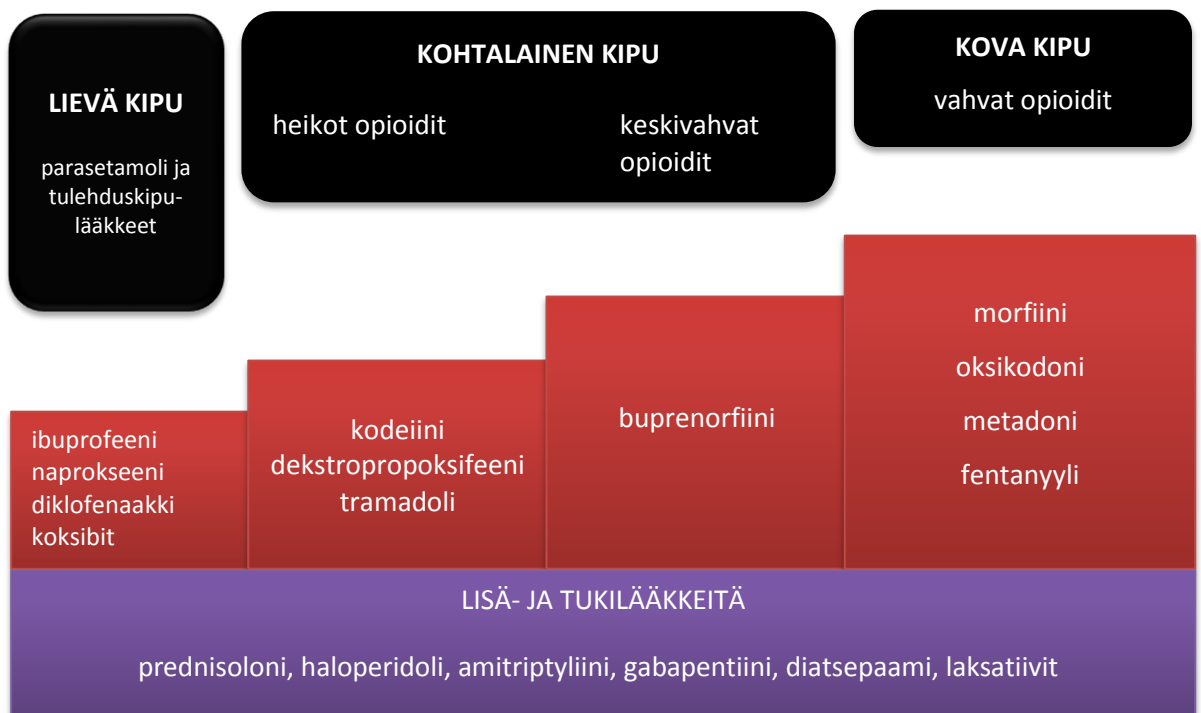 LIEVÄ KIPU
parasetamoli ja
tulehduskipu-
lääkkeet
KOHTALAINEN KIPU
heikot opioidit
keskivahvat
opioidit
KOVA KIPU
vahvat opioidit
ibuprofeeni
naprokseeni
diklofenaakki
koksibit
kodeiini
dekstropropoksifeeni
tramadoli
buprenorfiini
morfiini
oksikodoni
metadoni
fentanyyli
LISÄ- JA TUKILÄÄKKEITÄ
prednisoloni, haloperidoli, amitriptyliini, gabapentiini, diatsepaami, laksatiivit